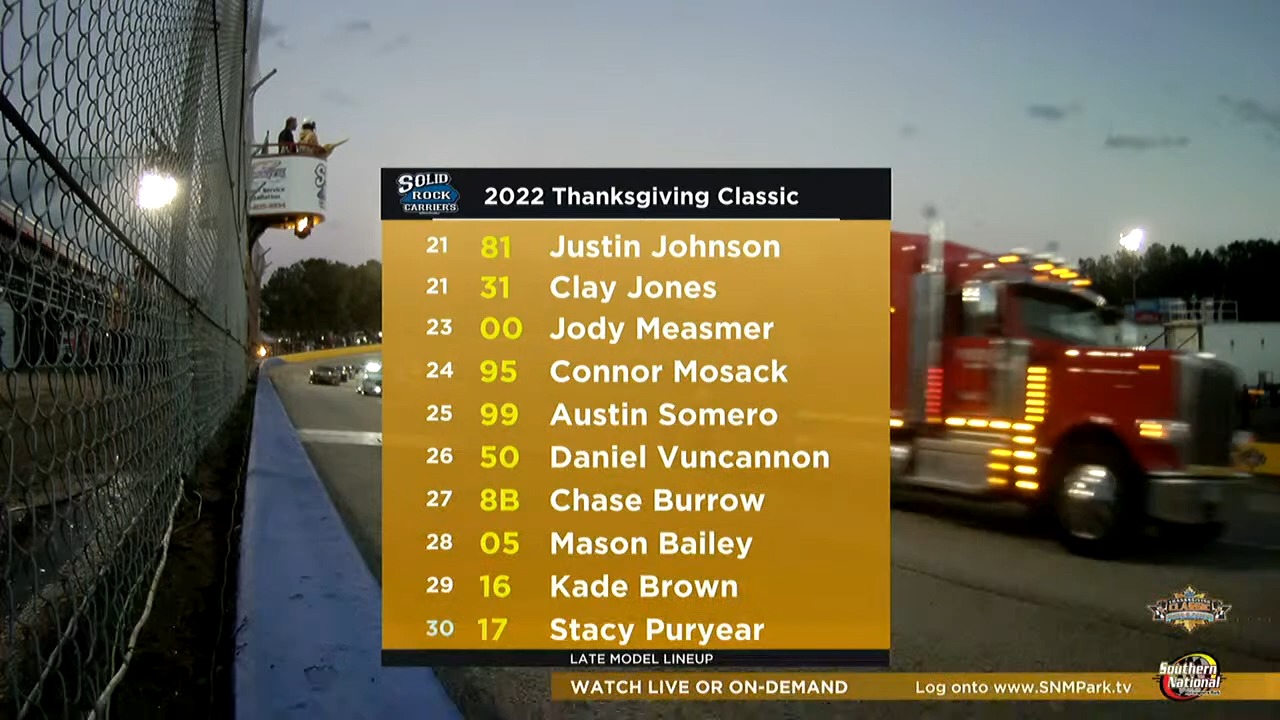 SOLID
ROCK
CARRIERS
2022 Thanksgiving Classic
21 81 Justin Johnson
21 31 Clay Jones
23 00 Jody Measmer
24 95 Connor Mosack
25 99 Austin Somero
26 50 Daniel Vuncannon
27 8B Chase Burrow
28 05 Mason Bailey
29 16 Kade Brown
30 17 Stacy Puryear
LATE MODEL LINEUP
WATCH LIVE OR ON-DEMAND Log onto www.SNMPark.tv
CLASSIC
Southern
National